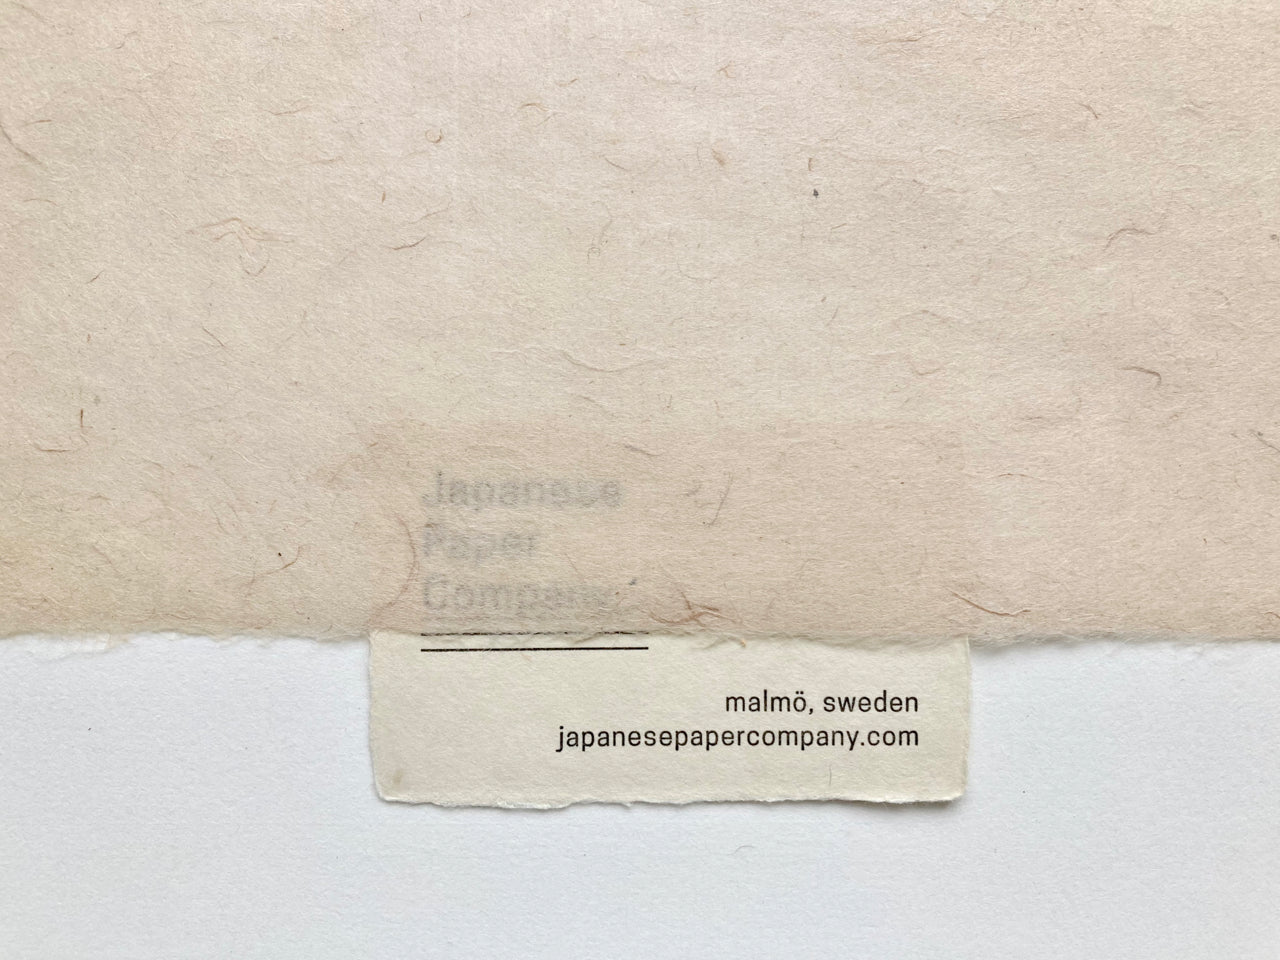 Japanese
Paper
Company
malmö, sweden
japanesepapercompany.com